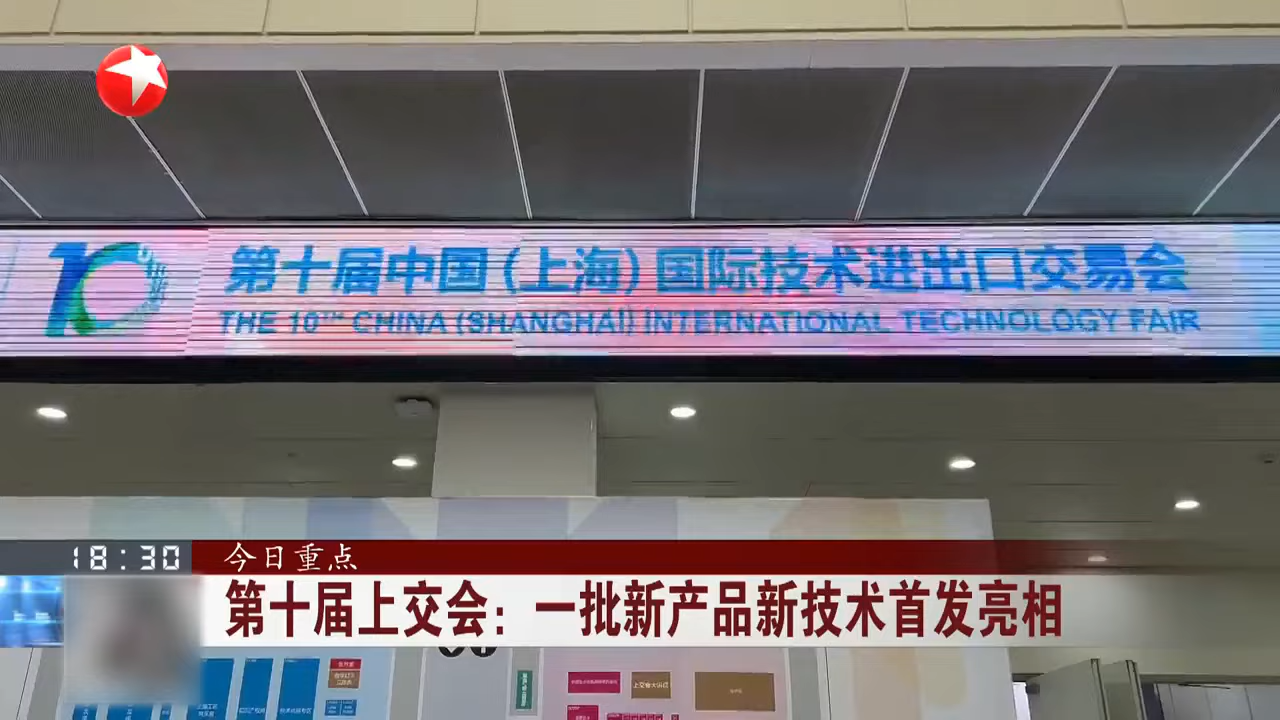 10
第十届中国(上海)国际技术进出口交易会
THE 10TH CHINA (SHANGHAI) INTERNATIONAL TECHNOLOGY FAIR
18:30
今日重点
第十届上交会:一批新产品新技术首发亮相